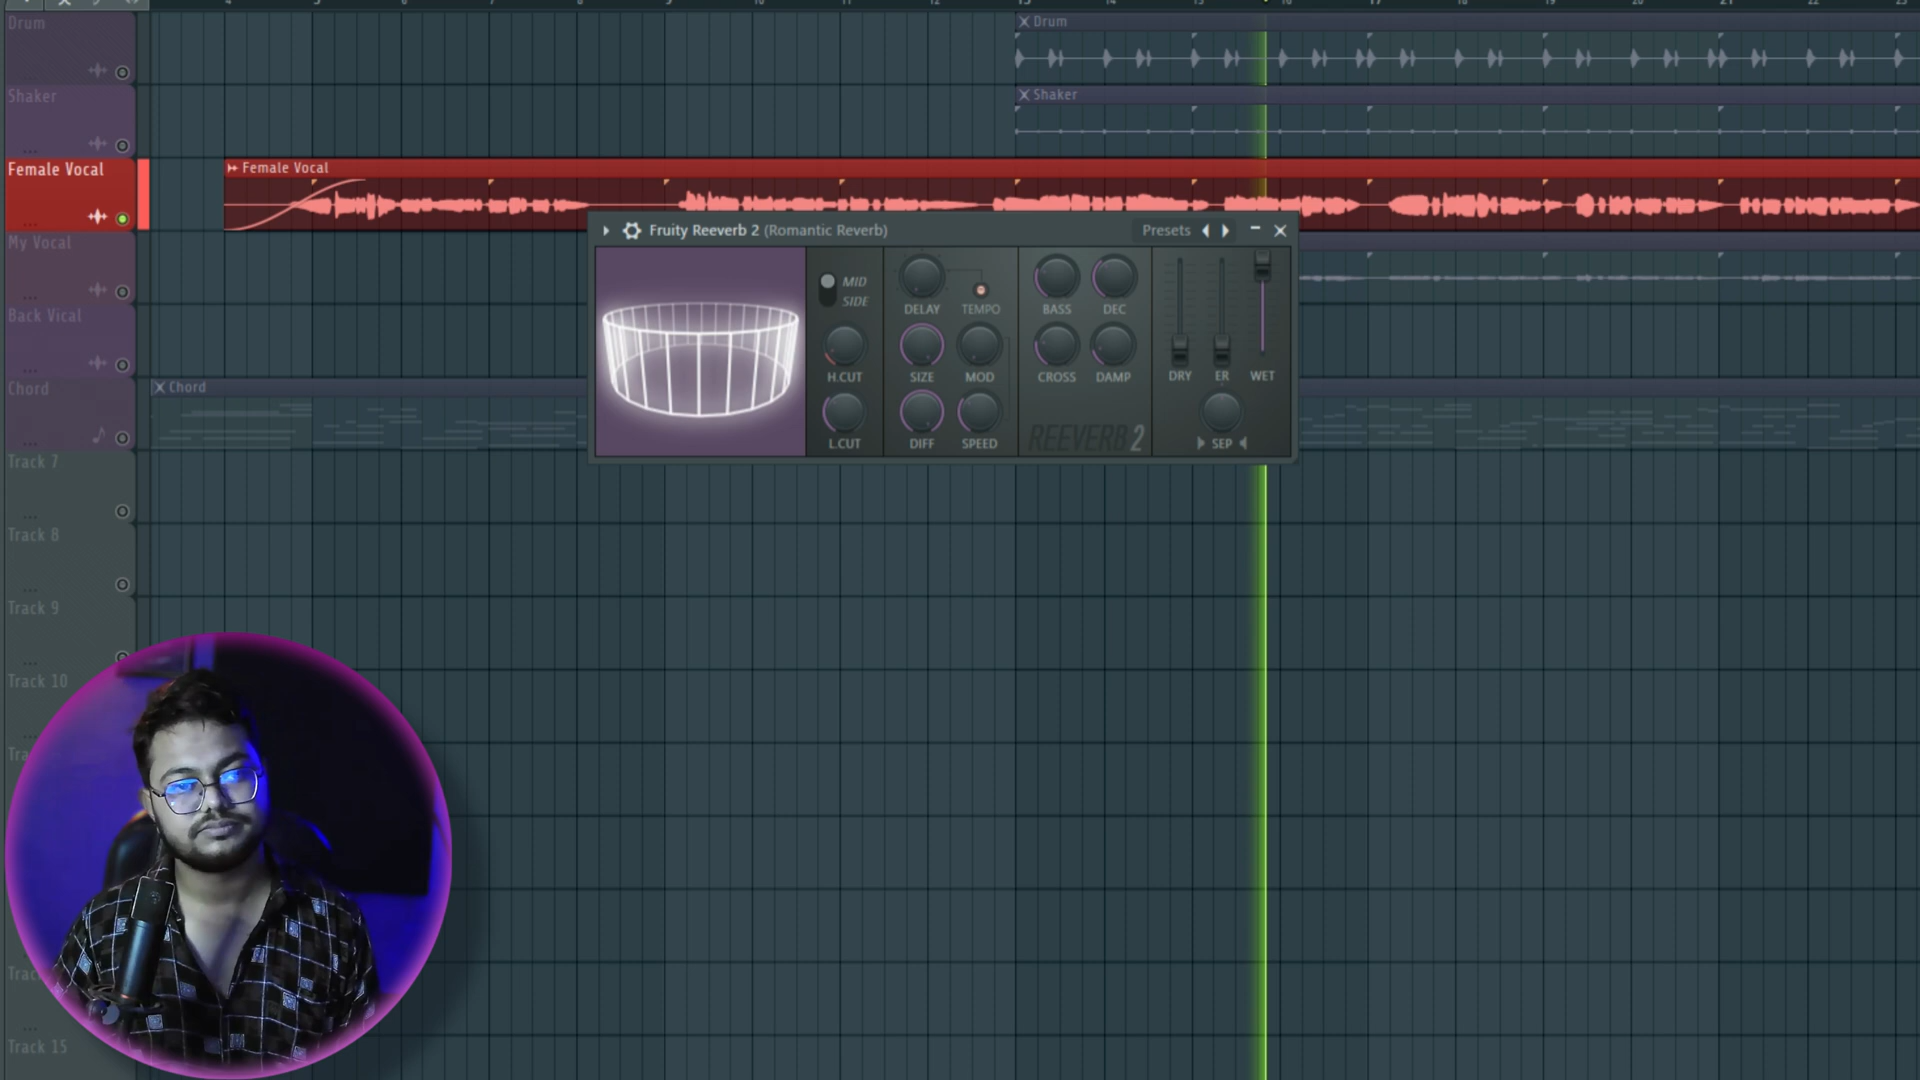 Drum
Drum
Shaker
Shaker
Female Vocal
Female Vocal
My Vocal
Back Vical
Chord
Chord
Fruity Reeverb 2 (Romantic Reverb)
Presets
MID
SIDE
H.CUT
L.CUT
DELAY
TEMPO
SIZE
MOD
DIFF
SPEED
BASS
DEC
CROSS
DAMP
REEVERB 2
DRY
ER
WET
SEP
Track 7
Track 8
Track 9
Track 10
Track 15